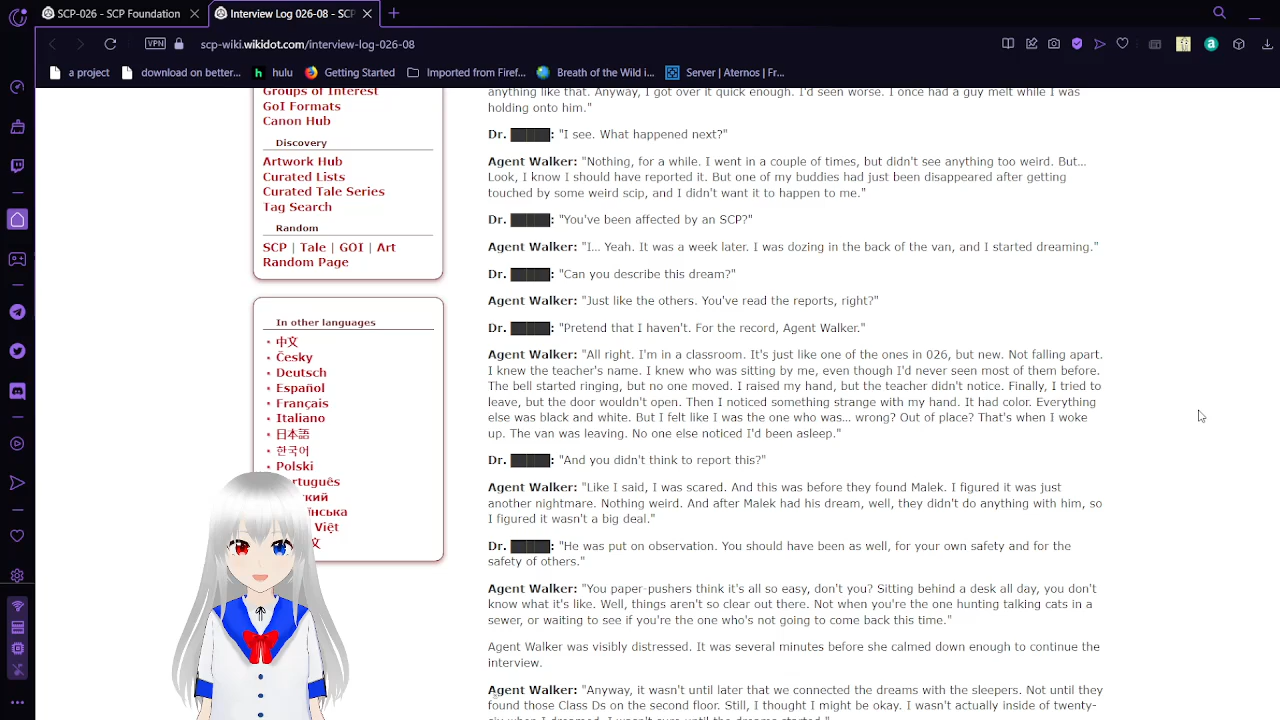 SCP-026 - SCP Foundation
Interview Log 026-08 - SC
VPN
scp-wiki.wikidot.com/interview-log-026-08
a project
download on better...
hulu
Getting Started
Imported from Firef...
Breath of the Wild i...
Server | Aternos | Fr...
Groups of Interest
GoI Formats
Canon Hub
Discovery
Artwork Hub
Curated Lists
Curated Tale Series
Tag Search
Random
SCP | Tale | GOI | Art
Random Page
In other languages
中文
Česky
Deutsch
Español
Français
Italiano
日本語
한국어
Polski
ortuguês
ский
їнська
Việt
文
anything like that. Anyway, I got over it quick enough. I'd seen worse. I once had a guy melt while I was
holding onto him."
Dr. █████: "I see. What happened next?"
Agent Walker: "Nothing, for a while. I went in a couple of times, but didn't see anything too weird. But...
Look, I know I should have reported it. But one of my buddies had just been disappeared after getting
touched by some weird scip, and I didn't want it to happen to me."
Dr. █████: "You've been affected by an SCP?"
Agent Walker: "I... Yeah. It was a week later. I was dozing in the back of the van, and I started dreaming."
Dr. █████: "Can you describe this dream?"
Agent Walker: "Just like the others. You've read the reports, right?"
Dr. █████: "Pretend that I haven't. For the record, Agent Walker."
Agent Walker: "All right. I'm in a classroom. It's just like one of the ones in 026, but new. Not falling apart.
I knew the teacher's name. I knew who was sitting by me, even though I'd never seen most of them before.
The bell started ringing, but no one moved. I raised my hand, but the teacher didn't notice. Finally, I tried to
leave, but the door wouldn't open. Then I noticed something strange with my hand. It had color. Everything
else was black and white. But I felt like I was the one who was... wrong? Out of place? That's when I woke
up. The van was leaving. No one else noticed I'd been asleep."
Dr. █████: "And you didn't think to report this?"
Agent Walker: "Like I said, I was scared. And this was before they found Malek. I figured it was just
another nightmare. Nothing weird. And after Malek had his dream, well, they didn't do anything with him, so
I figured it wasn't a big deal."
Dr. █████: "He was put on observation. You should have been as well, for your own safety and for the
safety of others."
Agent Walker: "You paper-pushers think it's all so easy, don't you? Sitting behind a desk all day, you don't
know what it's like. Well, things aren't so clear out there. Not when you're the one hunting talking cats in a
sewer, or waiting to see if you're the one who's not going to come back this time."
Agent Walker was visibly distressed. It was several minutes before she calmed down enough to continue the
interview.
Agent Walker: "Anyway, it wasn't until later that we connected the dreams with the sleepers. Not until they
found those Class Ds on the second floor. Still, I thought I might be okay. I wasn't actually inside of twenty-
six when I dreamed. I wasn't sure until the dreams started."